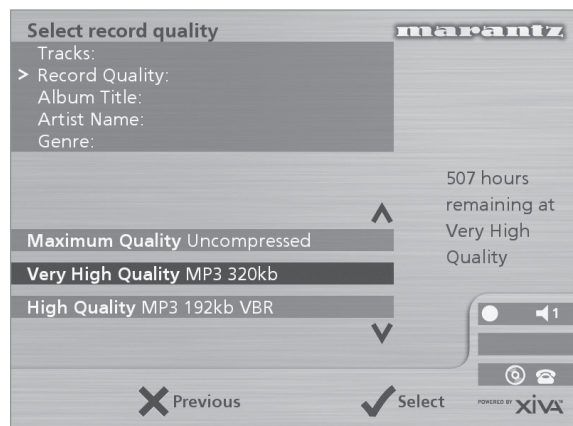 Select record quality
marantz
Tracks:
> Record Quality:
Album Title:
Artist Name:
Genre:
507 hours
remaining at
Very High
Quality
Maximum Quality Uncompressed
Very High Quality MP3 320kb
High Quality MP3 192kb VBR
1
Previous
Select
POWERED BY XiVA